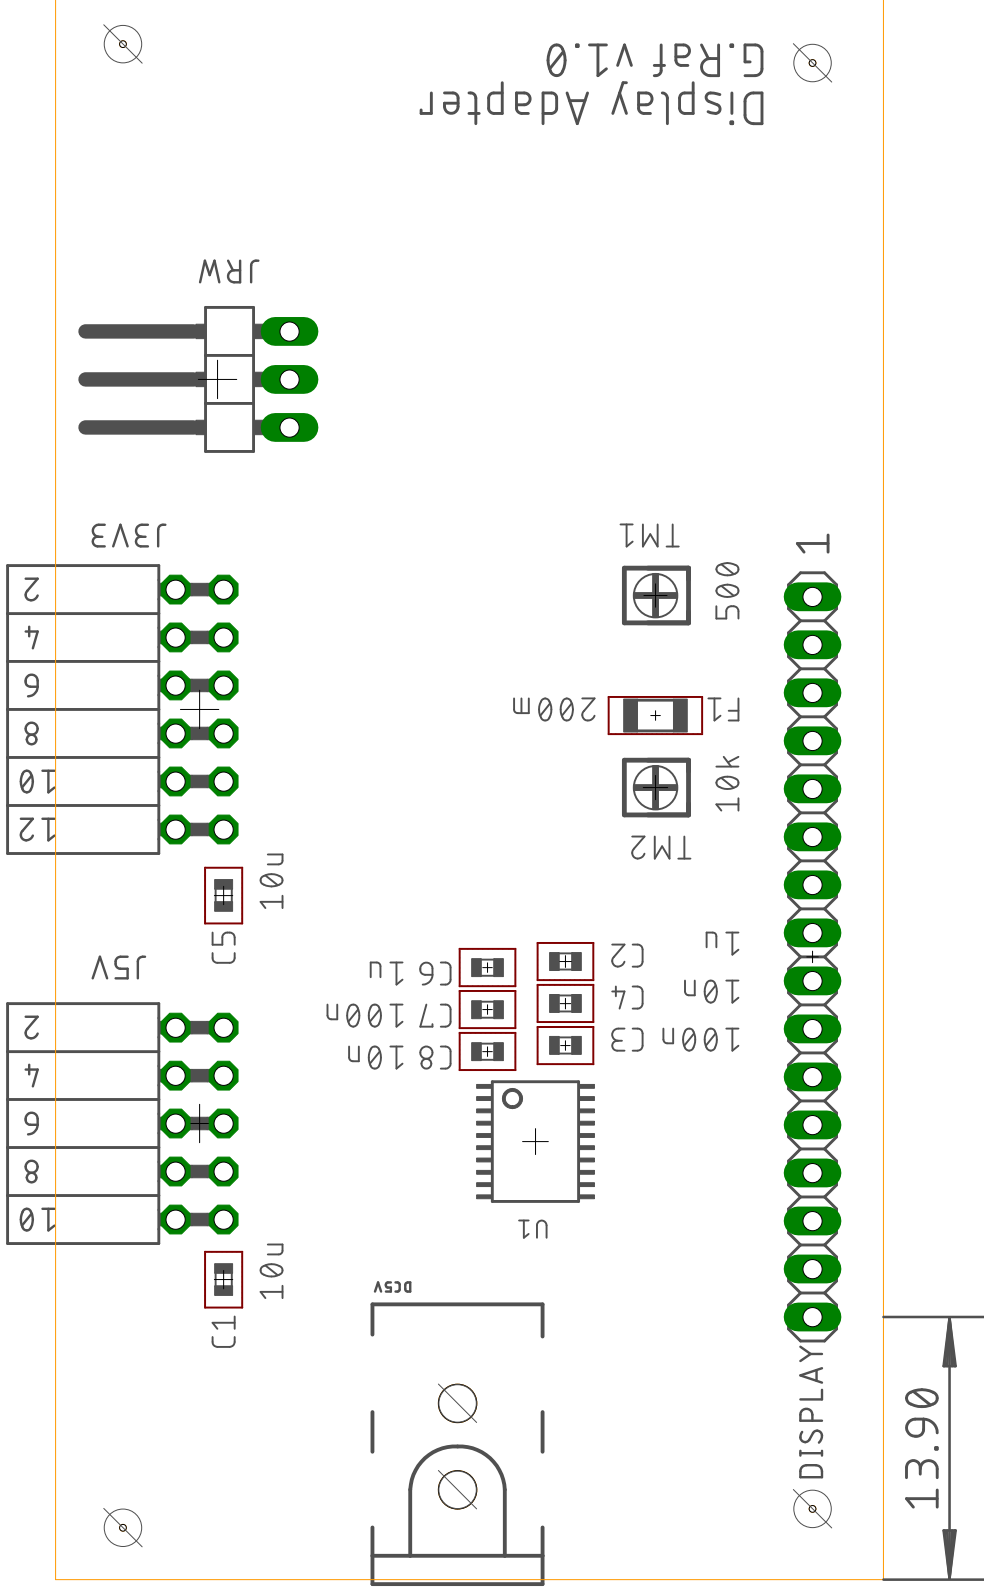 Display Adapter
G.Raf v1.0
JRW
J3V3
2
4
6
8
10
12
TM1
500
1
200m
F1
10k
TM2
10u
C5
J5V
2
4
6
8
10
C6 1u
C7 100n
C8 10n
C2 1u
C4 10n
C3 100n
U1
10u
C1
DC5V
DISPLAY
13.90